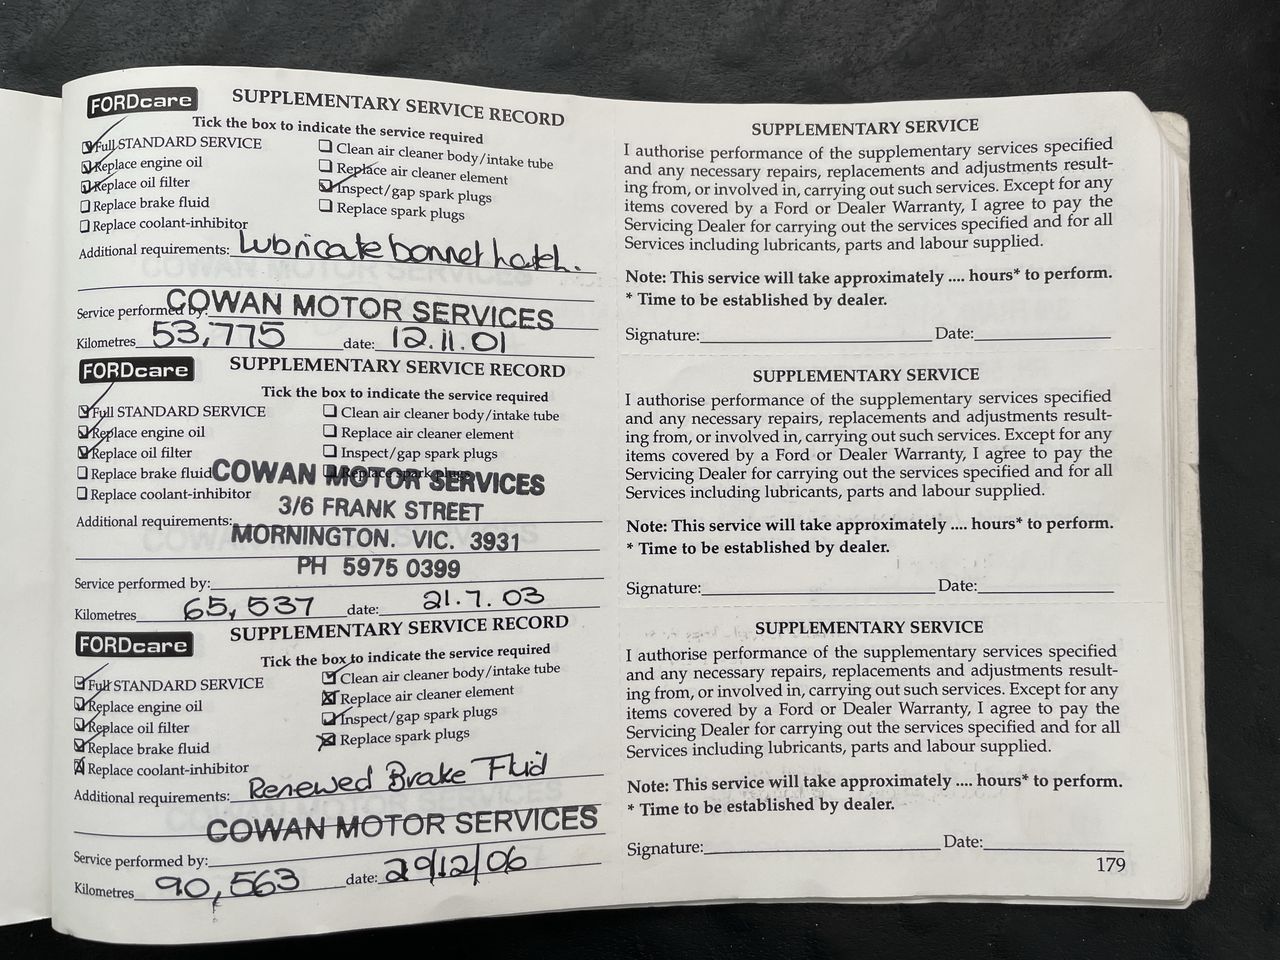 FORDcare SUPPLEMENTARY SERVICE RECORD
Tick the box to indicate the service required
Full STANDARD SERVICE
Replace engine oil
Replace oil filter
Replace brake fluid
Replace coolant-inhibitor
Clean air cleaner body/intake tube
Replace air cleaner element
Inspect/gap spark plugs
Replace spark plugs
Additional requirements: Lubricate bonnet hatch.
Service performed by: COWAN MOTOR SERVICES
Kilometres 53,775 date: 12.11.01
FORDcare SUPPLEMENTARY SERVICE RECORD
Tick the box to indicate the service required
Full STANDARD SERVICE
Replace engine oil
Replace oil filter
Replace brake fluid
Replace coolant-inhibitor
Clean air cleaner body/intake tube
Replace air cleaner element
Inspect/gap spark plugs
Replace spark plugs
COWAN MOTOR SERVICES
3/6 FRANK STREET
Additional requirements:
MORNINGTON. VIC. 3931
PH 5975 0399
Service performed by:
Kilometres 65,537 date: 21.7.03
FORDcare SUPPLEMENTARY SERVICE RECORD
Tick the box to indicate the service required
Full STANDARD SERVICE
Replace engine oil
Replace oil filter
Replace brake fluid
Replace coolant-inhibitor
Clean air cleaner body/intake tube
Replace air cleaner element
Inspect/gap spark plugs
Replace spark plugs
Additional requirements: Renewed Brake Fluid
COWAN MOTOR SERVICES
Service performed by:
Kilometres 90,563 date: 29/12/06
SUPPLEMENTARY SERVICE
I authorise performance of the supplementary services specified
and any necessary repairs, replacements and adjustments result-
ing from, or involved in, carrying out such services. Except for any
items covered by a Ford or Dealer Warranty, I agree to pay the
Servicing Dealer for carrying out the services specified and for all
Services including lubricants, parts and labour supplied.
Note: This service will take approximately .... hours* to perform.
* Time to be established by dealer.
Signature: Date:
SUPPLEMENTARY SERVICE
I authorise performance of the supplementary services specified
and any necessary repairs, replacements and adjustments result-
ing from, or involved in, carrying out such services. Except for any
items covered by a Ford or Dealer Warranty, I agree to pay the
Servicing Dealer for carrying out the services specified and for all
Services including lubricants, parts and labour supplied.
Note: This service will take approximately .... hours* to perform.
* Time to be established by dealer.
Signature: Date:
SUPPLEMENTARY SERVICE
I authorise performance of the supplementary services specified
and any necessary repairs, replacements and adjustments result-
ing from, or involved in, carrying out such services. Except for any
items covered by a Ford or Dealer Warranty, I agree to pay the
Servicing Dealer for carrying out the services specified and for all
Services including lubricants, parts and labour supplied.
Note: This service will take approximately .... hours* to perform.
* Time to be established by dealer.
Signature: Date:
179